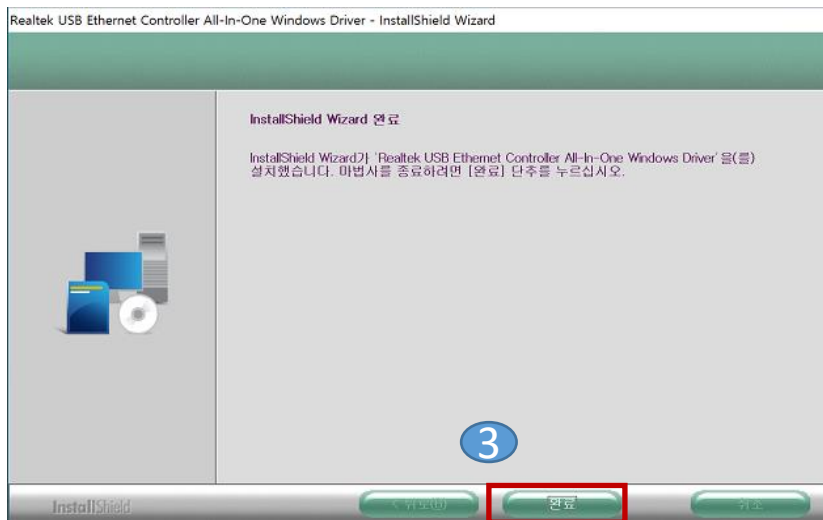 Realtek USB Ethernet Controller All-In-One Windows Driver - InstallShield Wizard
InstallShield Wizard 완료
InstallShield Wizard가 'Realtek USB Ethernet Controller All-In-One Windows Driver'을(를)
설치했습니다. 마법사를 종료하려면 [완료] 단추를 누르십시오.
3
InstallShield
< 뒤로(B) 완료 취소